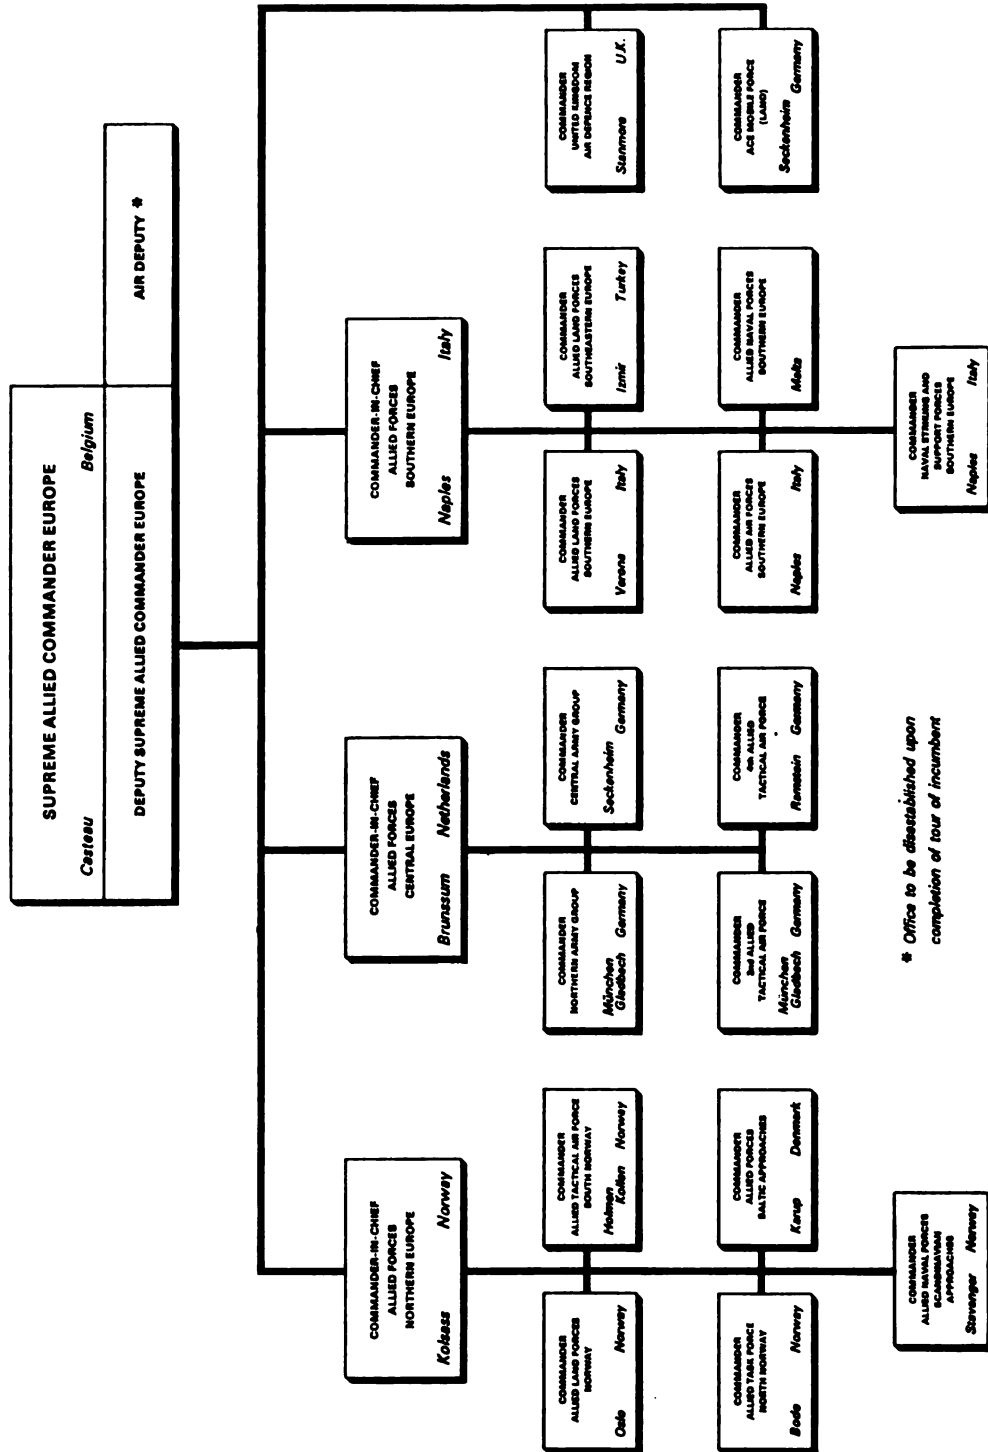 SUPREME ALLIED COMMANDER EUROPE
Casteau Belgium
DEPUTY SUPREME ALLIED COMMANDER EUROPE
AIR DEPUTY *
COMMANDER-IN-CHIEF
ALLIED FORCES
NORTHERN EUROPE
Kolsass Norway
COMMANDER-IN-CHIEF
ALLIED FORCES
CENTRAL EUROPE
Brunssum Netherlands
COMMANDER-IN-CHIEF
ALLIED FORCES
SOUTHERN EUROPE
Naples Italy
COMMANDER
ALLIED LAND FORCES
NORWAY
Oslo Norway
COMMANDER
ALLIED TACTICAL AIR FORCE
SOUTH NORWAY
Holmen
Kollen Norway
COMMANDER
NORTHERN ARMY GROUP
München
Gladbach Germany
COMMANDER
CENTRAL ARMY GROUP
Seckenheim Germany
COMMANDER
ALLIED LAND FORCES
SOUTHERN EUROPE
Verona Italy
COMMANDER
ALLIED LAND FORCES
SOUTHEASTERN EUROPE
Izmir Turkey
COMMANDER
UNITED KINGDOM
AIR DEFENCE REGION
Stanmore U.K.
COMMANDER
ALLIED TASK FORCE
NORTH NORWAY
Bodo Norway
COMMANDER
ALLIED FORCES
BALTIC APPROACHES
Karup Denmark
COMMANDER
2nd ALLIED
TACTICAL AIR FORCE
München
Gladbach Germany
COMMANDER
4th ALLIED
TACTICAL AIR FORCE
Ramstein Germany
COMMANDER
ALLIED AIR FORCES
SOUTHERN EUROPE
Naples Italy
COMMANDER
ALLIED NAVAL FORCES
SOUTHERN EUROPE
Malta
COMMANDER
ACE MOBILE FORCE
(LAND)
Seckenheim Germany
COMMANDER
ALLIED NAVAL FORCES
SCANDINAVIAN
APPROACHES
Stavanger Norway
COMMANDER
NAVAL STRIKING AND
SUPPORT FORCES
SOUTHERN EUROPE
Naples Italy
* Office to be disestablished upon
completion of tour of incumbent